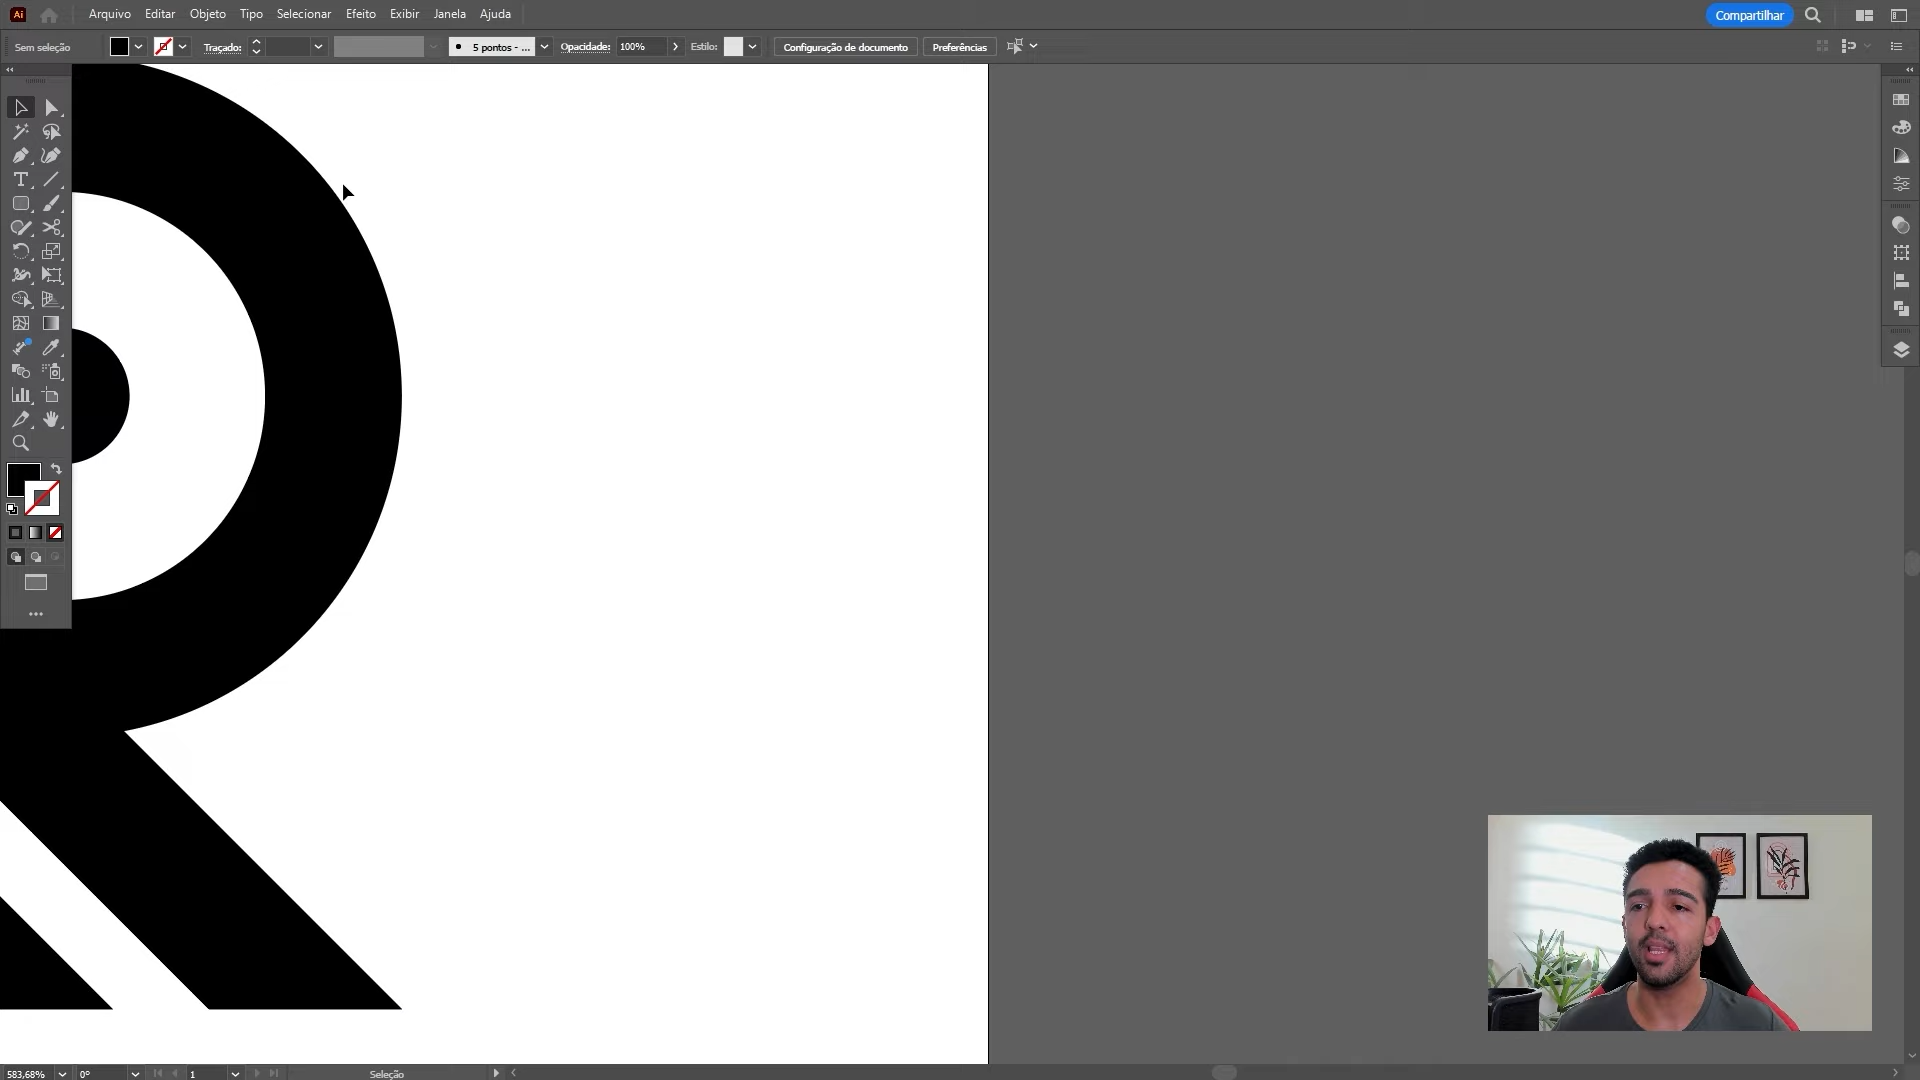 Ai Arquivo Editar Objeto Tipo Selecionar Efeito Exibir Janela Ajuda Compartilhar
Sem seleção Traçado: 5 pontos - ... Opacidade: 100% Estilo: Configuração de documento Preferências
R
583,68% 0° 1 Seleção